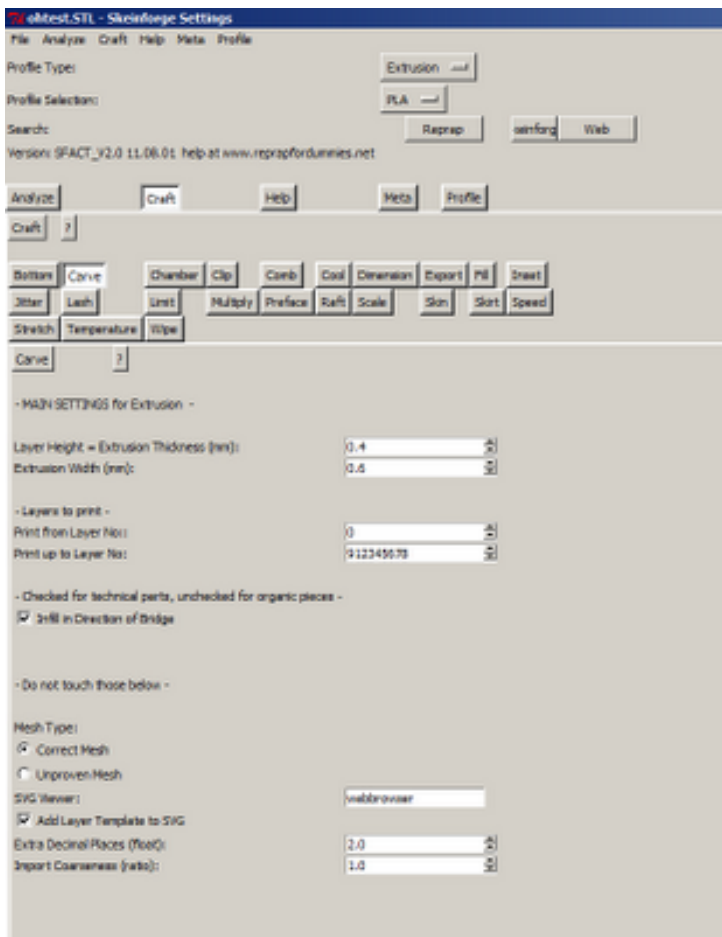 ohtest.STL - Skeinforge Settings
File Analyze Craft Help Meta Profile
Profile Type: Extrusion
Profile Selection: PLA
Search: Reprap einforg Web
Version: SFACT_V2.0 11.08.01 help at www.reprapfordummies.net
Analyze Craft Help Meta Profile
Craft ?
Bottom Carve Chamber Clip Comb Cool Dimension Export Fill Inset
Jitter Lash Limit Multiply Preface Raft Scale Skin Skirt Speed
Stretch Temperature Wipe
Carve ?
- MAIN SETTINGS for Extrusion -
Layer Height = Extrusion Thickness (mm): 0.4
Extrusion Width (mm): 0.6
- Layers to print -
Print from Layer No:: 0
Print up to Layer No: 912345678
- Checked for technical parts, unchecked for organic pieces -
Infill in Direction of Bridge
- Do not touch those below -
Mesh Type:
Correct Mesh
Unproven Mesh
SVG Viewer: webbrowser
Add Layer Template to SVG
Extra Decimal Places (float): 2.0
Import Coarseness (ratio): 1.0